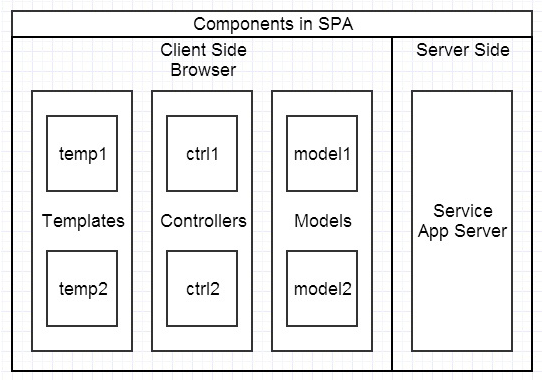 Components in SPA
Client Side
Browser
Server Side
temp1
Templates
temp2
ctrl1
Controllers
ctrl2
model1
Models
model2
Service
App Server